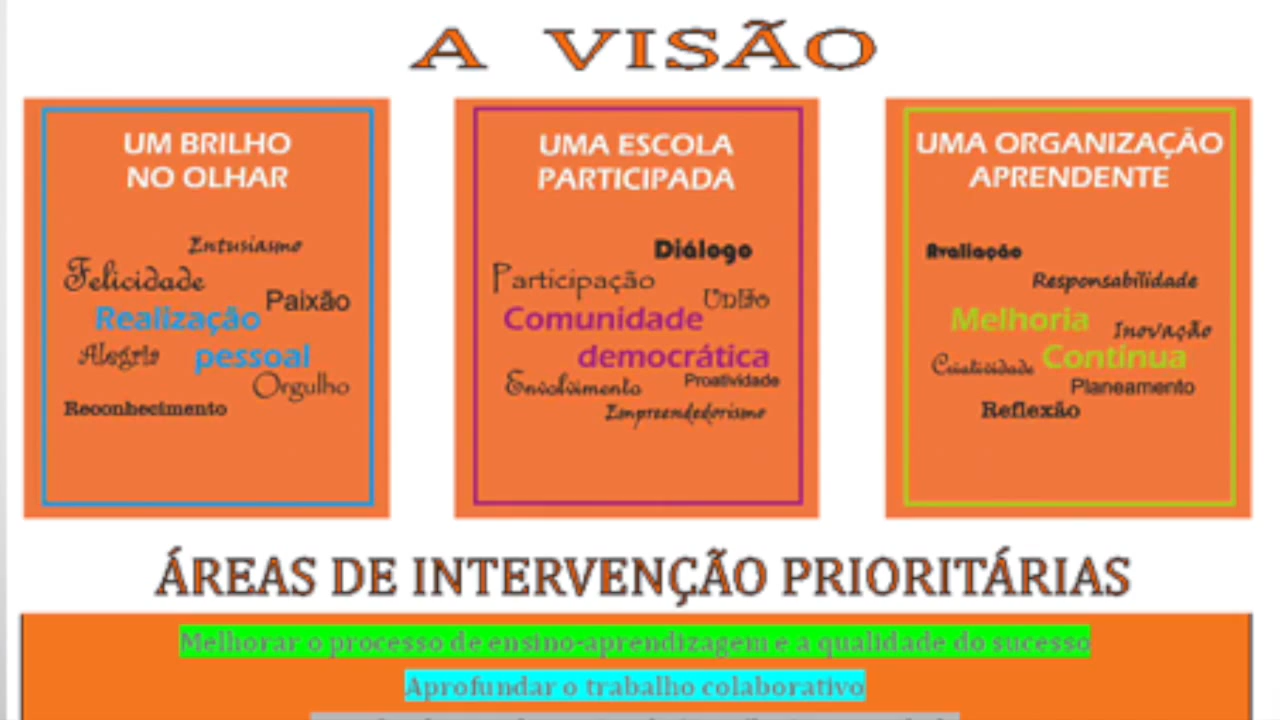 A VISÃO
UM BRILHO
NO OLHAR
Entusiasmo
Felicidade
Paixão
Realização
Alegria
pessoal
Orgulho
Reconhecimento
UMA ESCOLA
PARTICIPADA
Diálogo
Participação
União
Comunidade
democrática
Envolvimento
Proatividade
Empreendedorismo
UMA ORGANIZAÇÃO
APRENDENTE
Avaliação
Responsabilidade
Melhoria
Inovação
Criatividade
Contínua
Planeamento
Reflexão
ÁREAS DE INTERVENÇÃO PRIORITÁRIAS
Melhorar o processo de ensino-aprendizagem e a qualidade do sucesso
Aprofundar o trabalho colaborativo